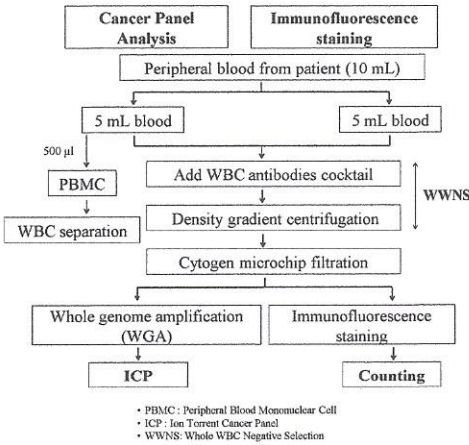 Cancer Panel
Analysis
Immunofluorescence
staining
Peripheral blood from patient (10 mL)
5 mL blood
5 mL blood
500 µl
PBMC
WBC separation
Add WBC antibodies cocktail
Density gradient centrifugation
WWNS
Cytogen microchip filtration
Whole genome amplification
(WGA)
Immunofluorescence
staining
ICP
Counting
• PBMC : Peripheral Blood Mononuclear Cell
• ICP : Ion Torrent Cancer Panel
• WWNS: Whole WBC Negative Selection